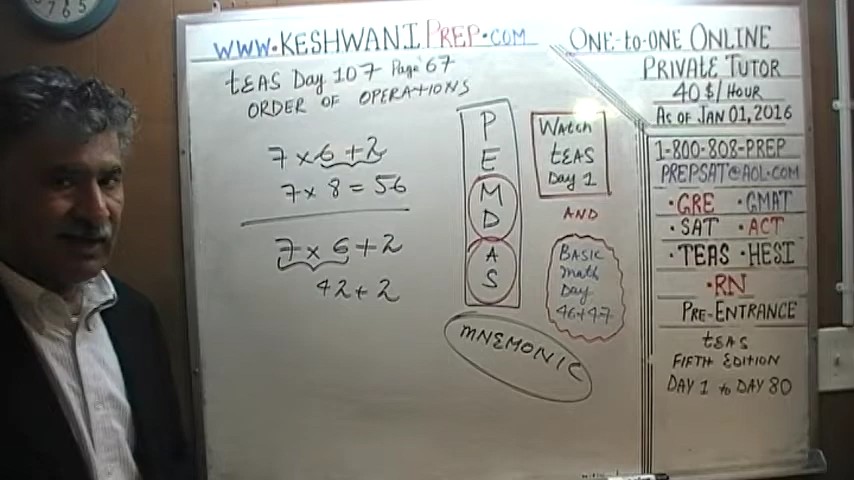 WWW.KESHWANIPREP.COM
tEAS Day 107 Page 67
ORDER OF OPERATIONS
7 x 6 + 2
7 x 8 = 56
7 x 6 + 2
42 + 2
P
E
M
D
A
S
MNEMONIC
Watch
tEAS
Day 1
AND
BASIC
math
Day
46+47
ONE-to-ONE ONLINE
PRIVATE TUTOR
40 $/HOUR
AS OF JAN 01, 2016
1-800-808-PREP
PREPSAT@AOL.COM
•GRE •GMAT
•SAT •ACT
•TEAS •HESI
•RN
PRE-ENTRANCE
tEAS
FIFTH EDITION
DAY 1 to DAY 80
7 6 5